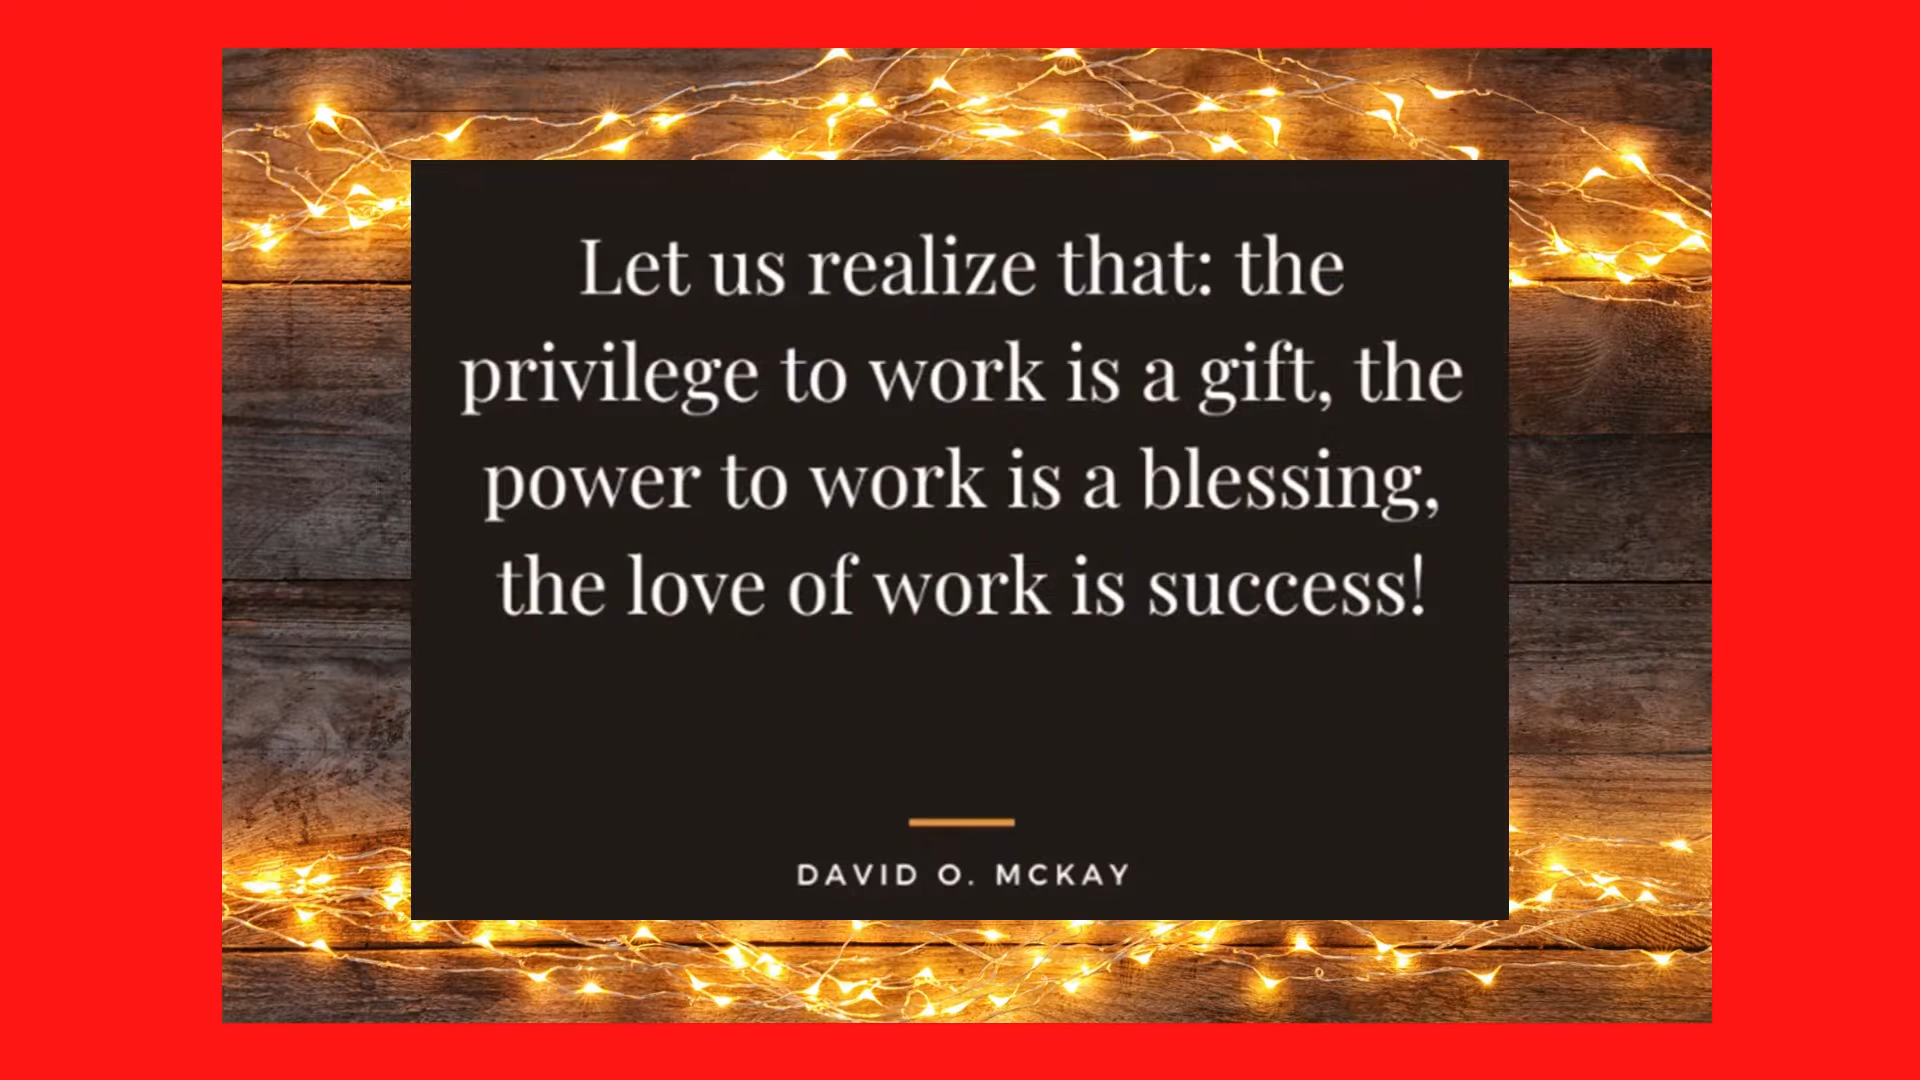 Let us realize that: the
privilege to work is a gift, the
power to work is a blessing,
the love of work is success!
DAVID O. MCKAY